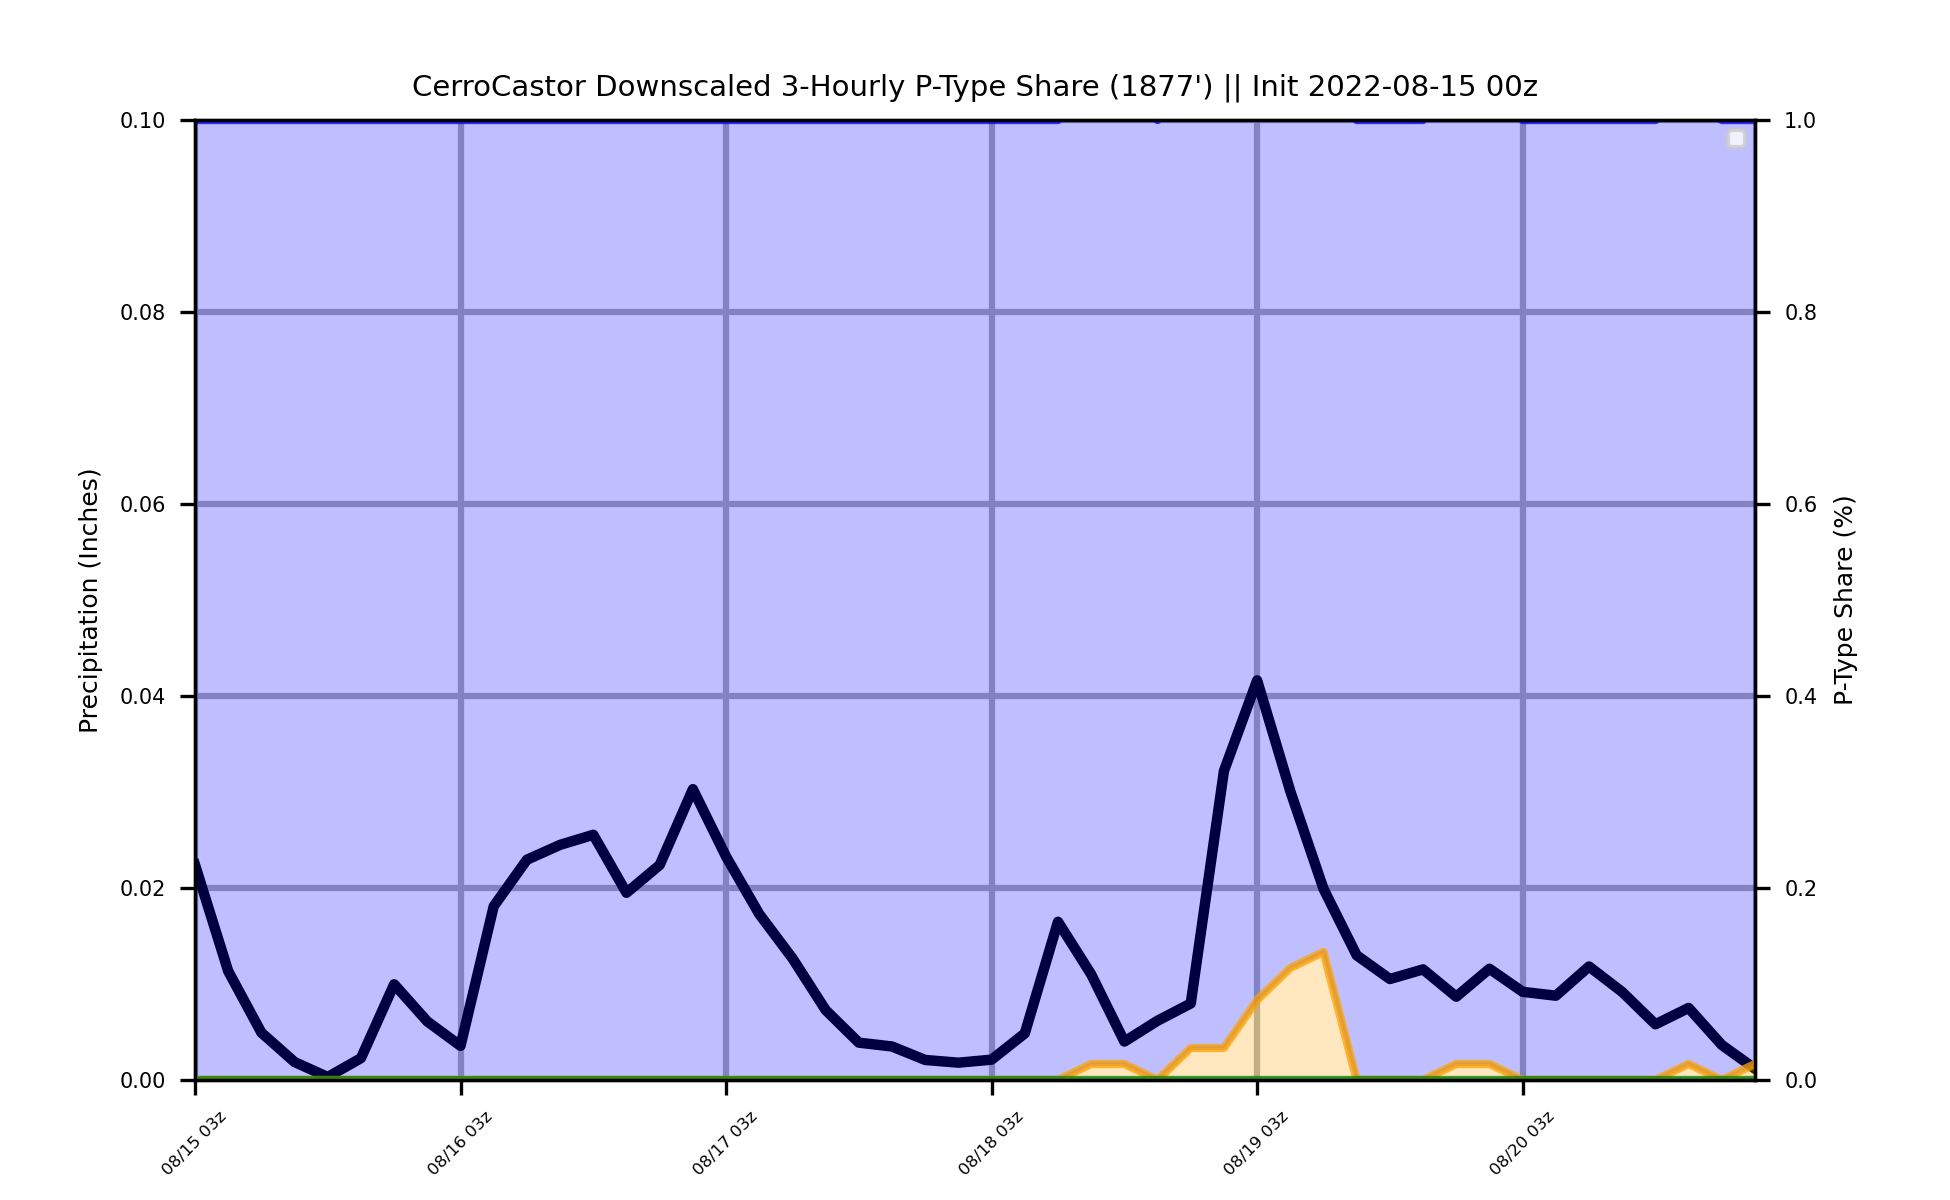 CerroCastor Downscaled 3-Hourly P-Type Share (1877') || Init 2022-08-15 00z
0.10
0.08
0.06
0.04
0.02
0.00
Precipitation (Inches)
1.0
0.8
0.6
0.4
0.2
0.0
P-Type Share (%)
08/15 03z
08/16 03z
08/17 03z
08/18 03z
08/19 03z
08/20 03z